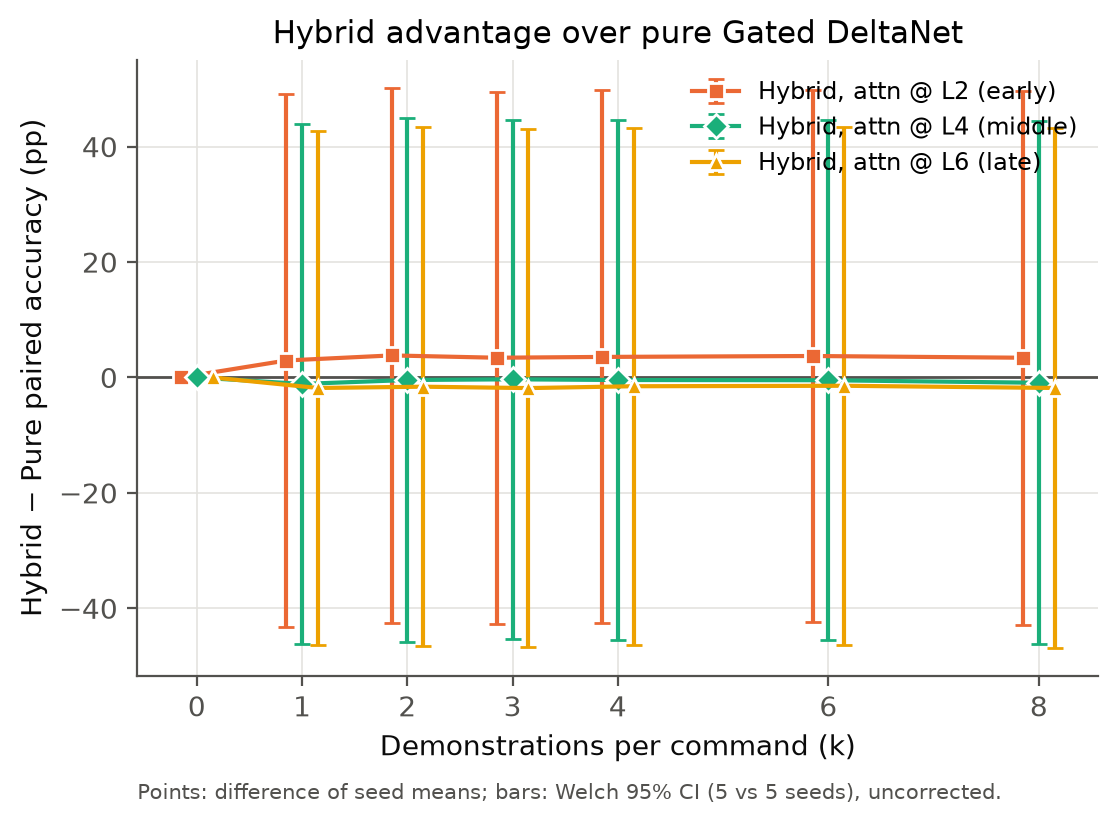 Hybrid advantage over pure Gated DeltaNet
Hybrid − Pure paired accuracy (pp)
40
20
0
−20
−40
Hybrid, attn @ L2 (early)
Hybrid, attn @ L4 (middle)
Hybrid, attn @ L6 (late)
0 1 2 3 4 6 8
Demonstrations per command (k)
Points: difference of seed means; bars: Welch 95% CI (5 vs 5 seeds), uncorrected.